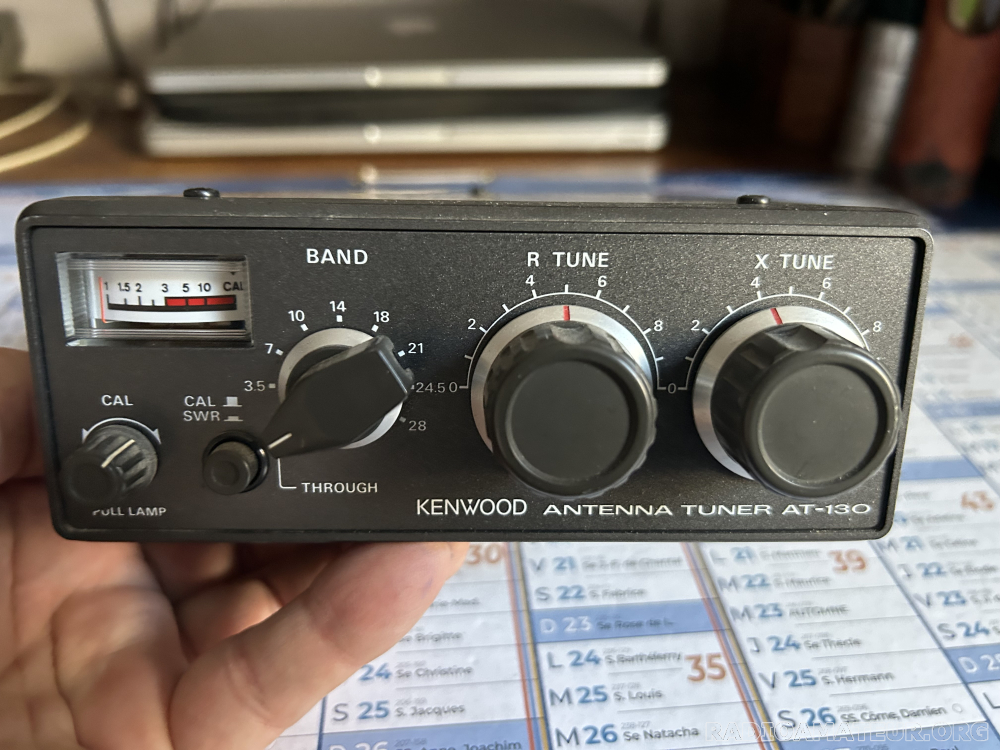 BAND
R TUNE
X TUNE
1 1.5 2 3 5 10 CAL
3.5 7 10 14 18 21 24.5 28
0 2 4 6 8
0 2 4 6 8
CAL
CAL
SWR
THROUGH
PULL LAMP
KENWOOD ANTENNA TUNER AT-130
30
24 Se Christine
S 25 S. Jacques
V 21
S 22 S. Fabrice
D 23 Se Rose de L.
L 24 S. Barthélemy 35
M 25 S. Louis
M 26 Se Natacha
L 21 39
M 22 S. Maurice
M 23 AUTOMNE
J 24 Se Thècle
V 25 S. Hermann
S 26 SS. Côme, Damien
43
M 21 Se Céline
22
V 23
S 24
D 25
RADIOAMATEUR.ORG